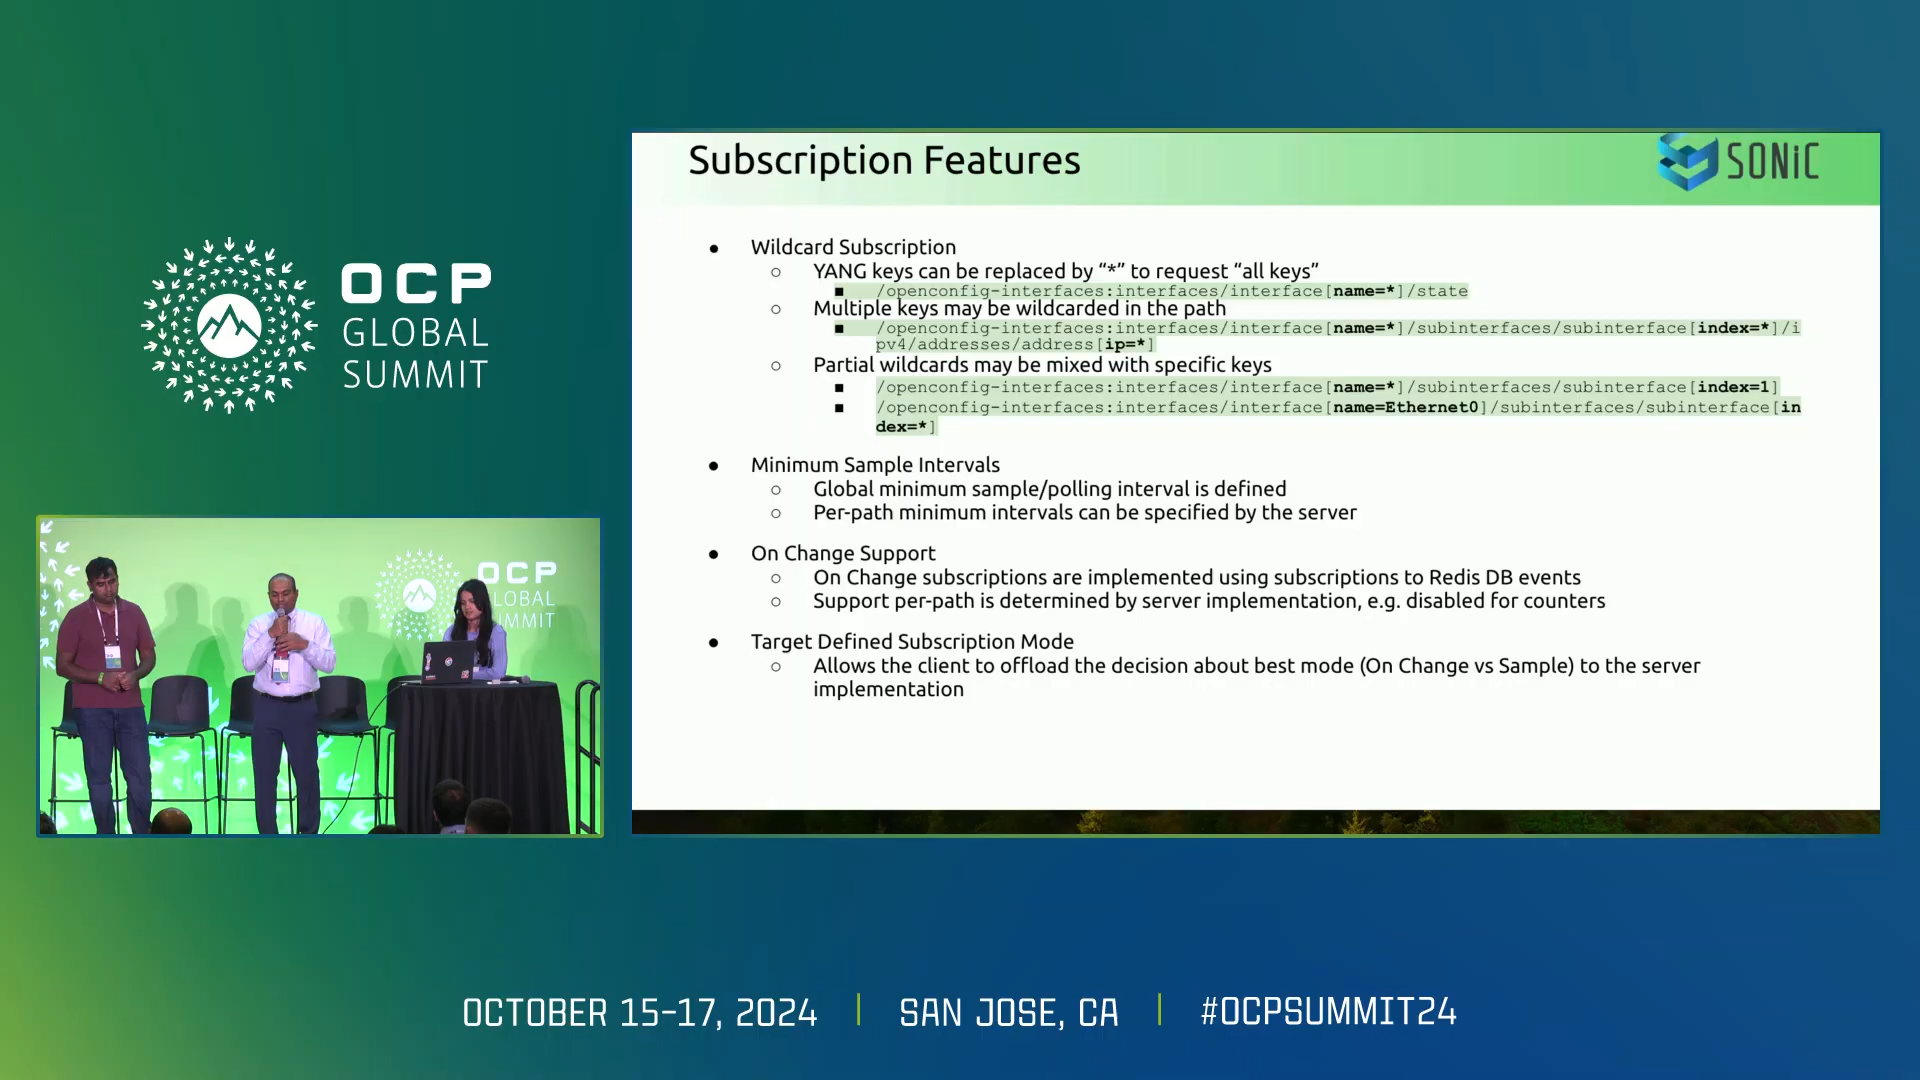 OCP
GLOBAL
SUMMIT
Subscription Features
SONiC
● Wildcard Subscription
○ YANG keys can be replaced by “*” to request “all keys”
■ /openconfig-interfaces:interfaces/interface[name=*]/state
○ Multiple keys may be wildcarded in the path
■ /openconfig-interfaces:interfaces/interface[name=*]/subinterfaces/subinterface[index=*]/i
pv4/addresses/address[ip=*]
○ Partial wildcards may be mixed with specific keys
■ /openconfig-interfaces:interfaces/interface[name=*]/subinterfaces/subinterface[index=1]
■ /openconfig-interfaces:interfaces/interface[name=Ethernet0]/subinterfaces/subinterface[in
dex=*]
● Minimum Sample Intervals
○ Global minimum sample/polling interval is defined
○ Per-path minimum intervals can be specified by the server
● On Change Support
○ On Change subscriptions are implemented using subscriptions to Redis DB events
○ Support per-path is determined by server implementation, e.g. disabled for counters
● Target Defined Subscription Mode
○ Allows the client to offload the decision about best mode (On Change vs Sample) to the server
implementation
OCP
LOBAL
MMIT
OCTOBER 15-17, 2024 | SAN JOSE, CA | #OCPSUMMIT24